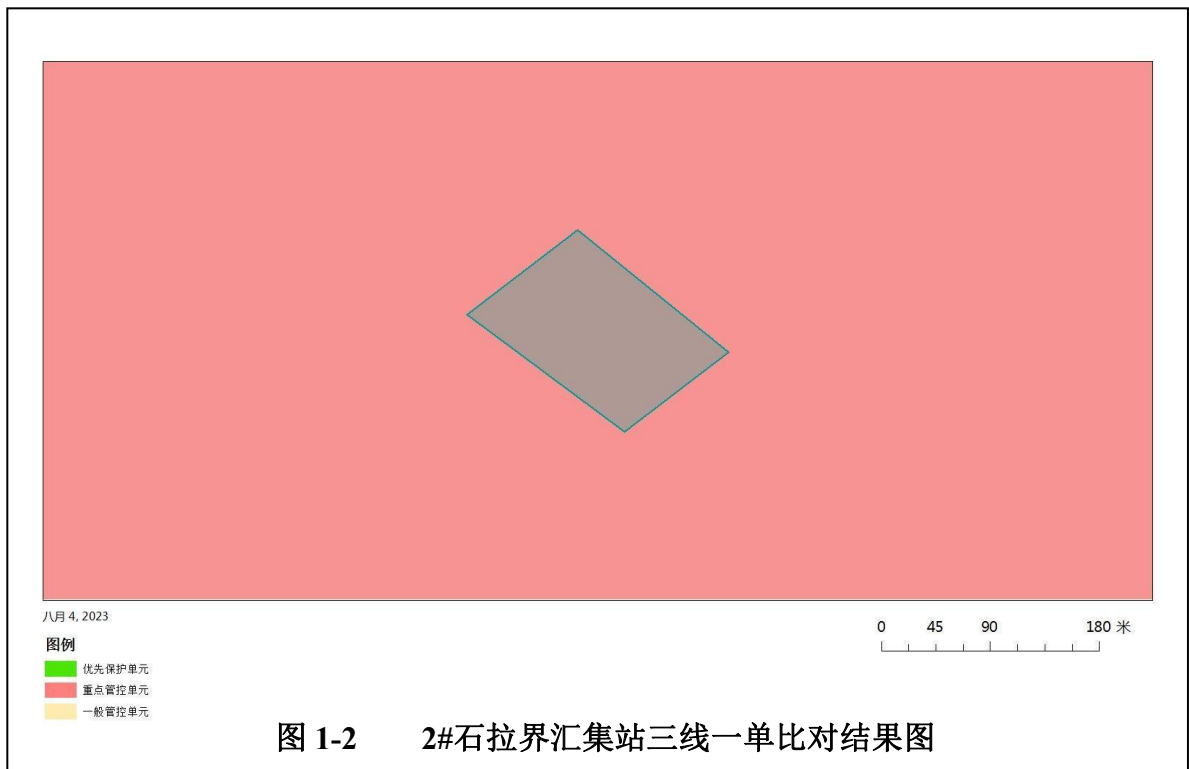 八月 4, 2023
0 45 90 180 米
图例
优先保护单元
重点管控单元
一般管控单元
图 1-2 2#石拉界汇集站三线一单比对结果图